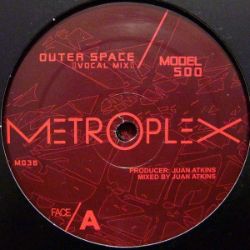 OUTER SPACE
[VOCAL MIX]
MODEL
500
METROPLEX
M036
PRODUCER: JUAN ATKINS
MIXED BY JUAN ATKINS
FACE/A